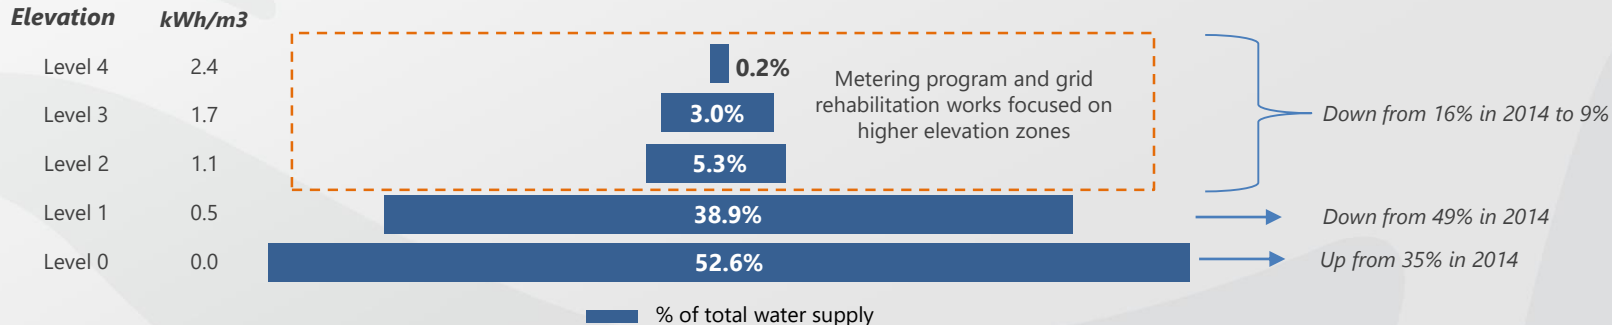 Elevation kWh/m3
Level 4 2.4 0.2%
Level 3 1.7 3.0%
Level 2 1.1 5.3%
Metering program and grid
rehabilitation works focused on
higher elevation zones
Down from 16% in 2014 to 9%
Level 1 0.5 38.9% Down from 49% in 2014
Level 0 0.0 52.6% Up from 35% in 2014
% of total water supply